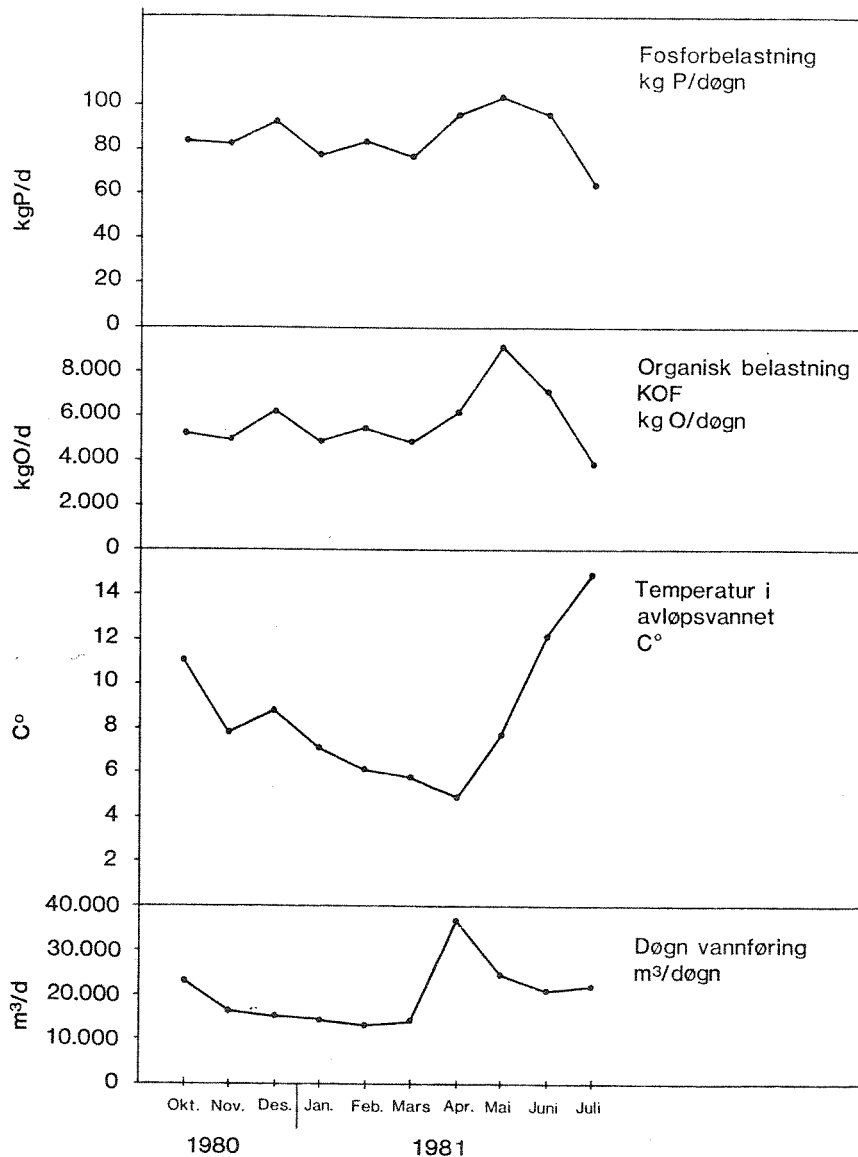 Fosforbelastning
kg P/døgn
100
80
60
40
20
0
kgP/d
Organisk belastning
KOF
kg O/døgn
8.000
6.000
4.000
2.000
0
kgO/d
Temperatur i
avløpsvannet
C°
14
12
10
8
6
4
2
C°
Døgn vannføring
m³/døgn
40.000
30.000
20.000
10.000
0
m³/d
Okt. Nov. Des. Jan. Feb. Mars Apr. Mai Juni Juli
1980 1981